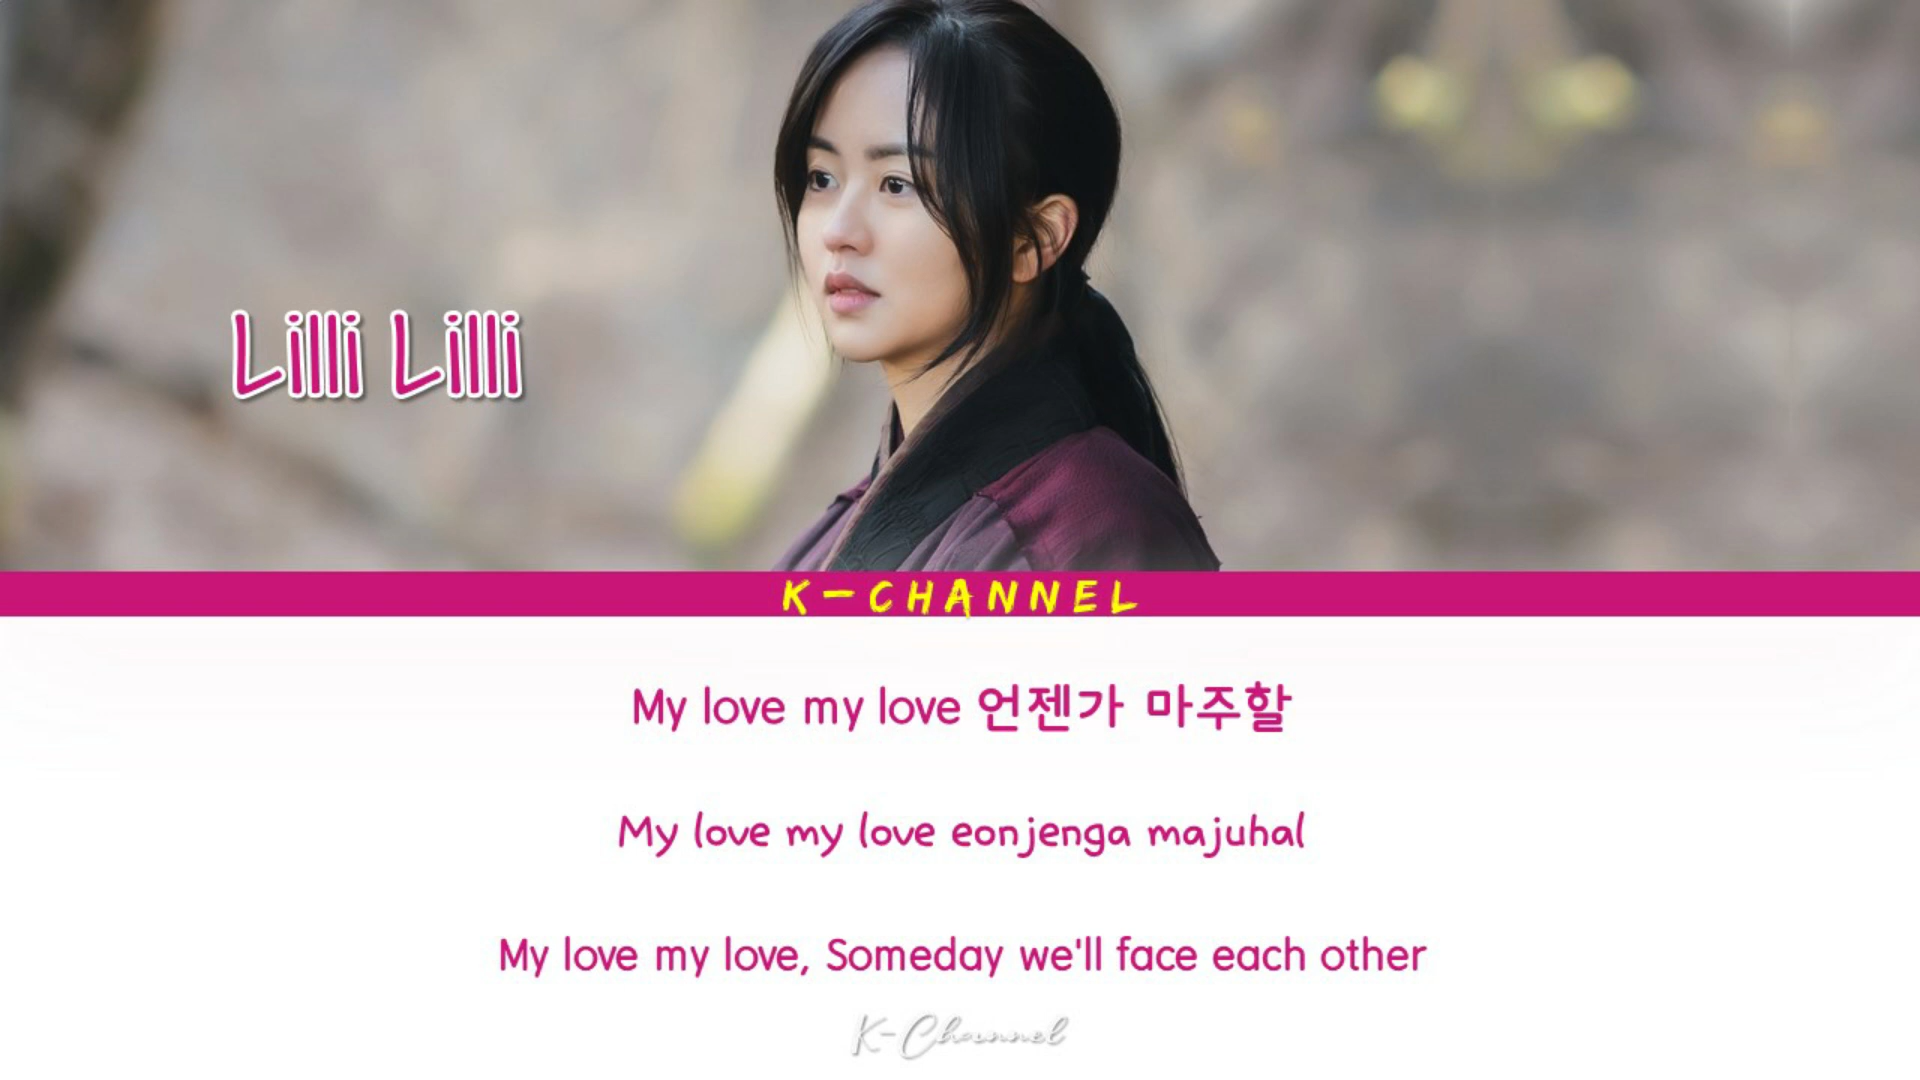 Lilli Lilli
K-CHANNEL
My love my love 언젠가 마주할
My love my love eonjenga majuhal
My love my love, Someday we'll face each other
K-Channel